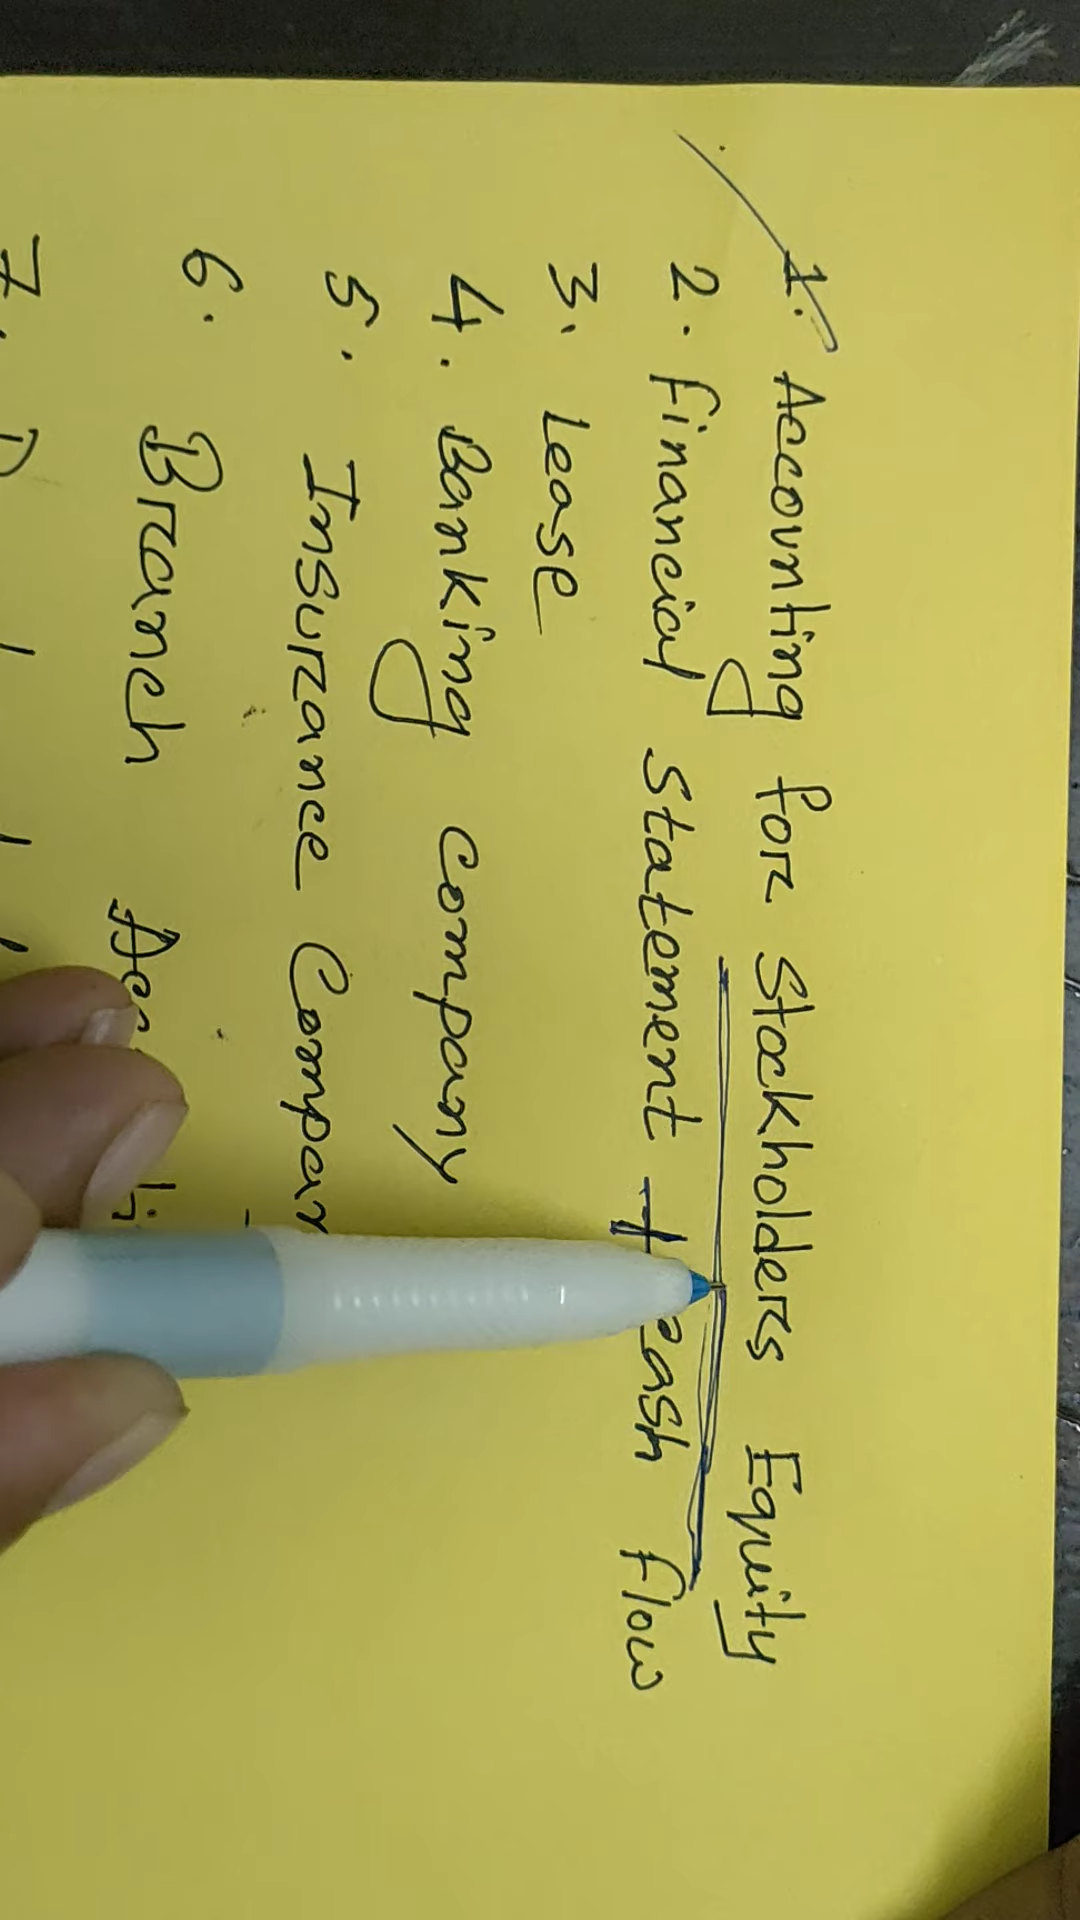 1. Accounting for Stockholders Equity
2. Financial Statement + Cash Flow
3. Lease
4. Banking Company
5. Insurance
6. Branch
7.